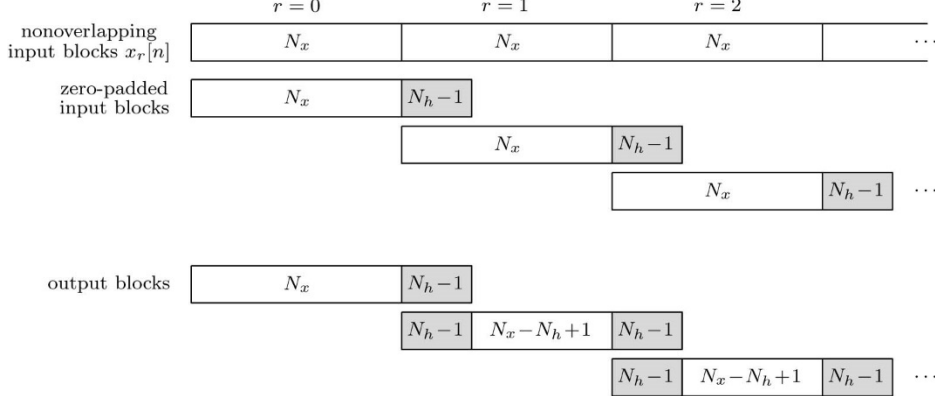 r = 0 r = 1 r = 2
nonoverlapping
input blocks x_r[n]
N_x N_x N_x ⋯
zero-padded
input blocks
N_x N_h−1
N_x N_h−1
N_x N_h−1 ⋯
output blocks
N_x N_h−1
N_h−1 N_x−N_h+1 N_h−1
N_h−1 N_x−N_h+1 N_h−1 ⋯